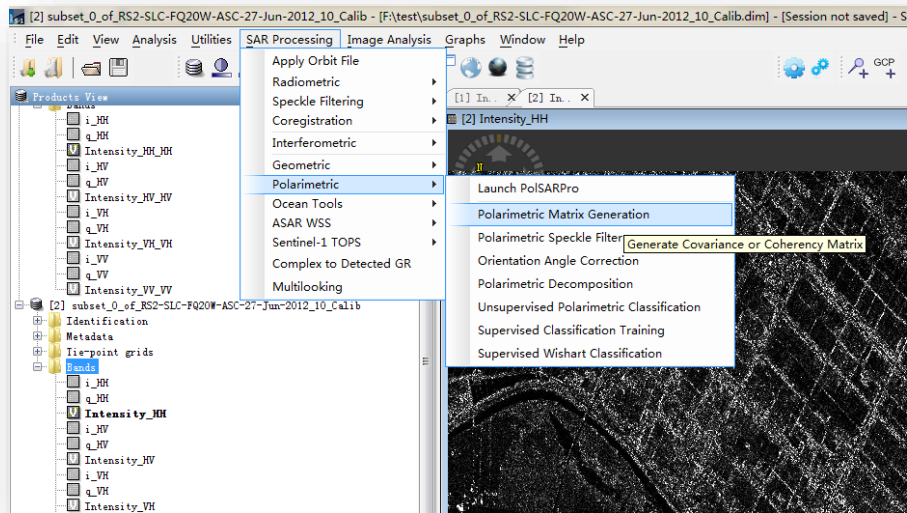 [2] subset_0_of_RS2-SLC-FQ20W-ASC-27-Jun-2012_10_Calib - [F:\test\subset_0_of_RS2-SLC-FQ20W-ASC-27-Jun-2012_10_Calib.dim] - [Session not saved] - S
File Edit View Analysis Utilities SAR Processing Image Analysis Graphs Window Help
GCP
Products View
Bands
i_HH
q_HH
Intensity_HH_HH
i_HV
q_HV
Intensity_HV_HV
i_VH
q_VH
Intensity_VH_VH
i_VV
q_VV
Intensity_VV_VV
[2] subset_0_of_RS2-SLC-FQ20W-ASC-27-Jun-2012_10_Calib
Identification
Metadata
Tie-point grids
Bands
i_HH
q_HH
Intensity_HH
i_HV
q_HV
Intensity_HV
i_VH
q_VH
Intensity_VH
Apply Orbit File
Radiometric
Speckle Filtering
Coregistration
Interferometric
Geometric
Polarimetric
Ocean Tools
ASAR WSS
Sentinel-1 TOPS
Complex to Detected GR
Multilooking
[1] In.. X [2] In.. X
[2] Intensity_HH
N
Launch PolSARPro
Polarimetric Matrix Generation
Polarimetric Speckle Filter
Generate Covariance or Coherency Matrix
Orientation Angle Correction
Polarimetric Decomposition
Unsupervised Polarimetric Classification
Supervised Classification Training
Supervised Wishart Classification